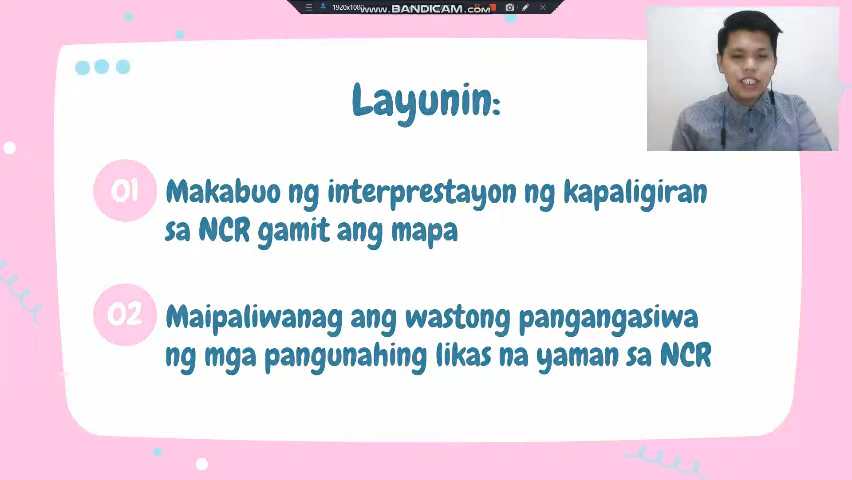 1920x1080
www.BANDICAM.com
Layunin:
01
Makabuo ng interprestayon ng kapaligiran
sa NCR gamit ang mapa
02
Maipaliwanag ang wastong pangangasiwa
ng mga pangunahing likas na yaman sa NCR